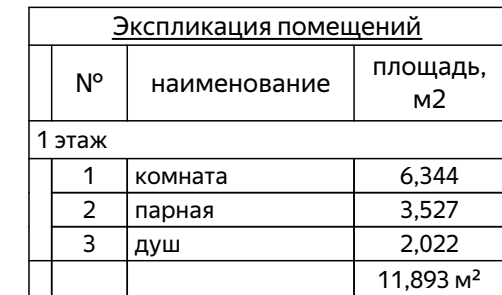 Экспликация помещений
№ наименование площадь,
м2
1 этаж
1 комната 6,344
2 парная 3,527
3 душ 2,022
11,893 м²